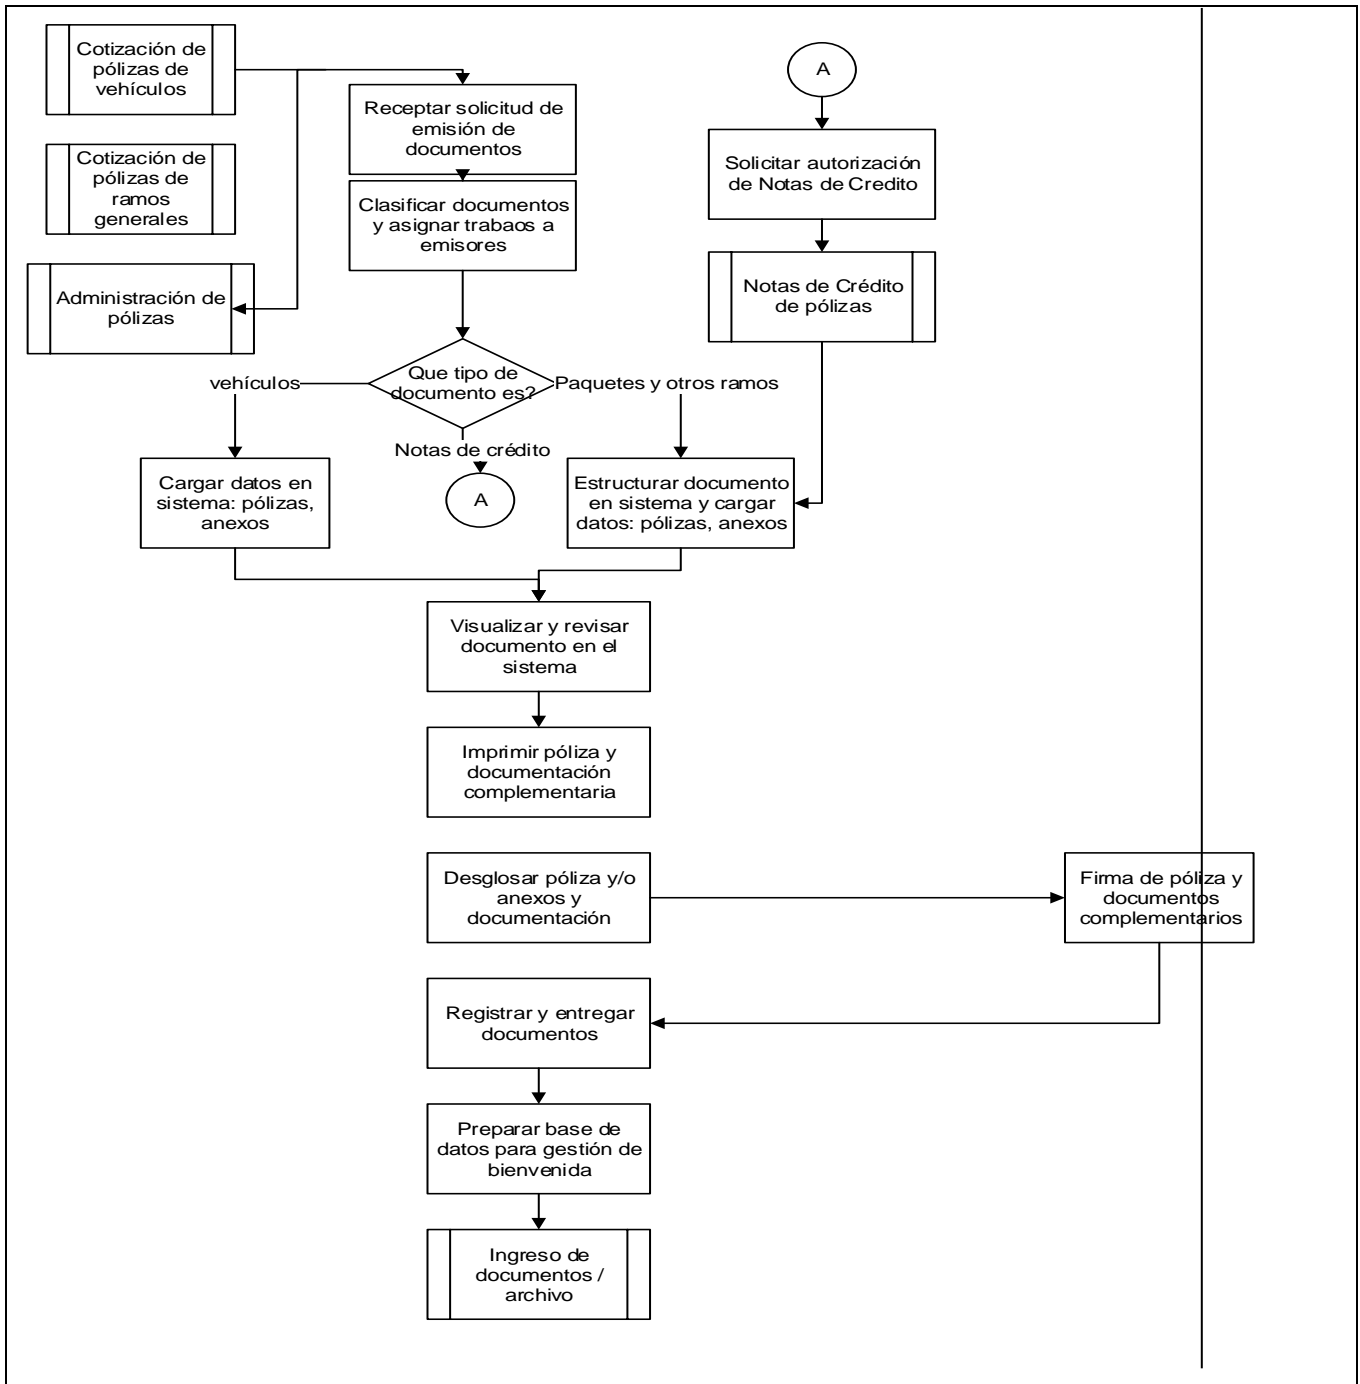 Cotización de
pólizas de
vehículos
Cotización de
pólizas de
ramos
generales
Administración de
pólizas
Receptar solicitud de
emisión de
documentos
Clasificar documentos
y asignar trabaos a
emisores
Que tipo de
documento es?
vehículos
Paquetes y otros ramos
Notas de crédito
A
A
Solicitar autorización
de Notas de Credito
Notas de Crédito
de pólizas
Cargar datos en
sistema: pólizas,
anexos
Estructurar documento
en sistema y cargar
datos: pólizas, anexos
Visualizar y revisar
documento en el
sistema
Imprimir póliza y
documentación
complementaria
Desglosar póliza y/o
anexos y
documentación
Firma de póliza y
documentos
complementarios
Registrar y entregar
documentos
Preparar base de
datos para gestión de
bienvenida
Ingreso de
documentos /
archivo